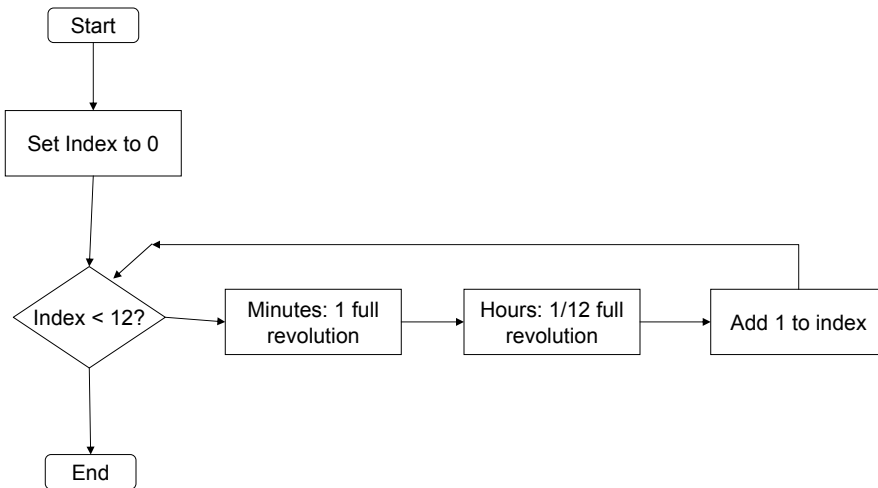 Start
Set Index to 0
Index < 12?
Minutes: 1 full
revolution
Hours: 1/12 full
revolution
Add 1 to index
End